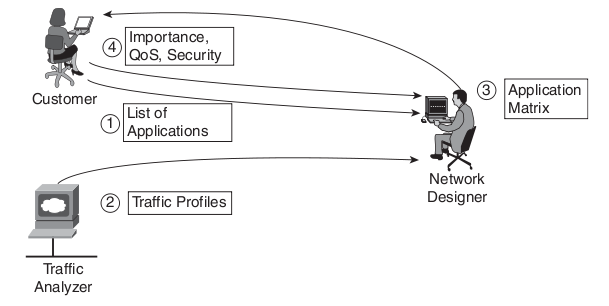 4
Importance,
QoS, Security
Customer
3
Application
Matrix
1
List of
Applications
Network
Designer
2
Traffic Profiles
Traffic
Analyzer